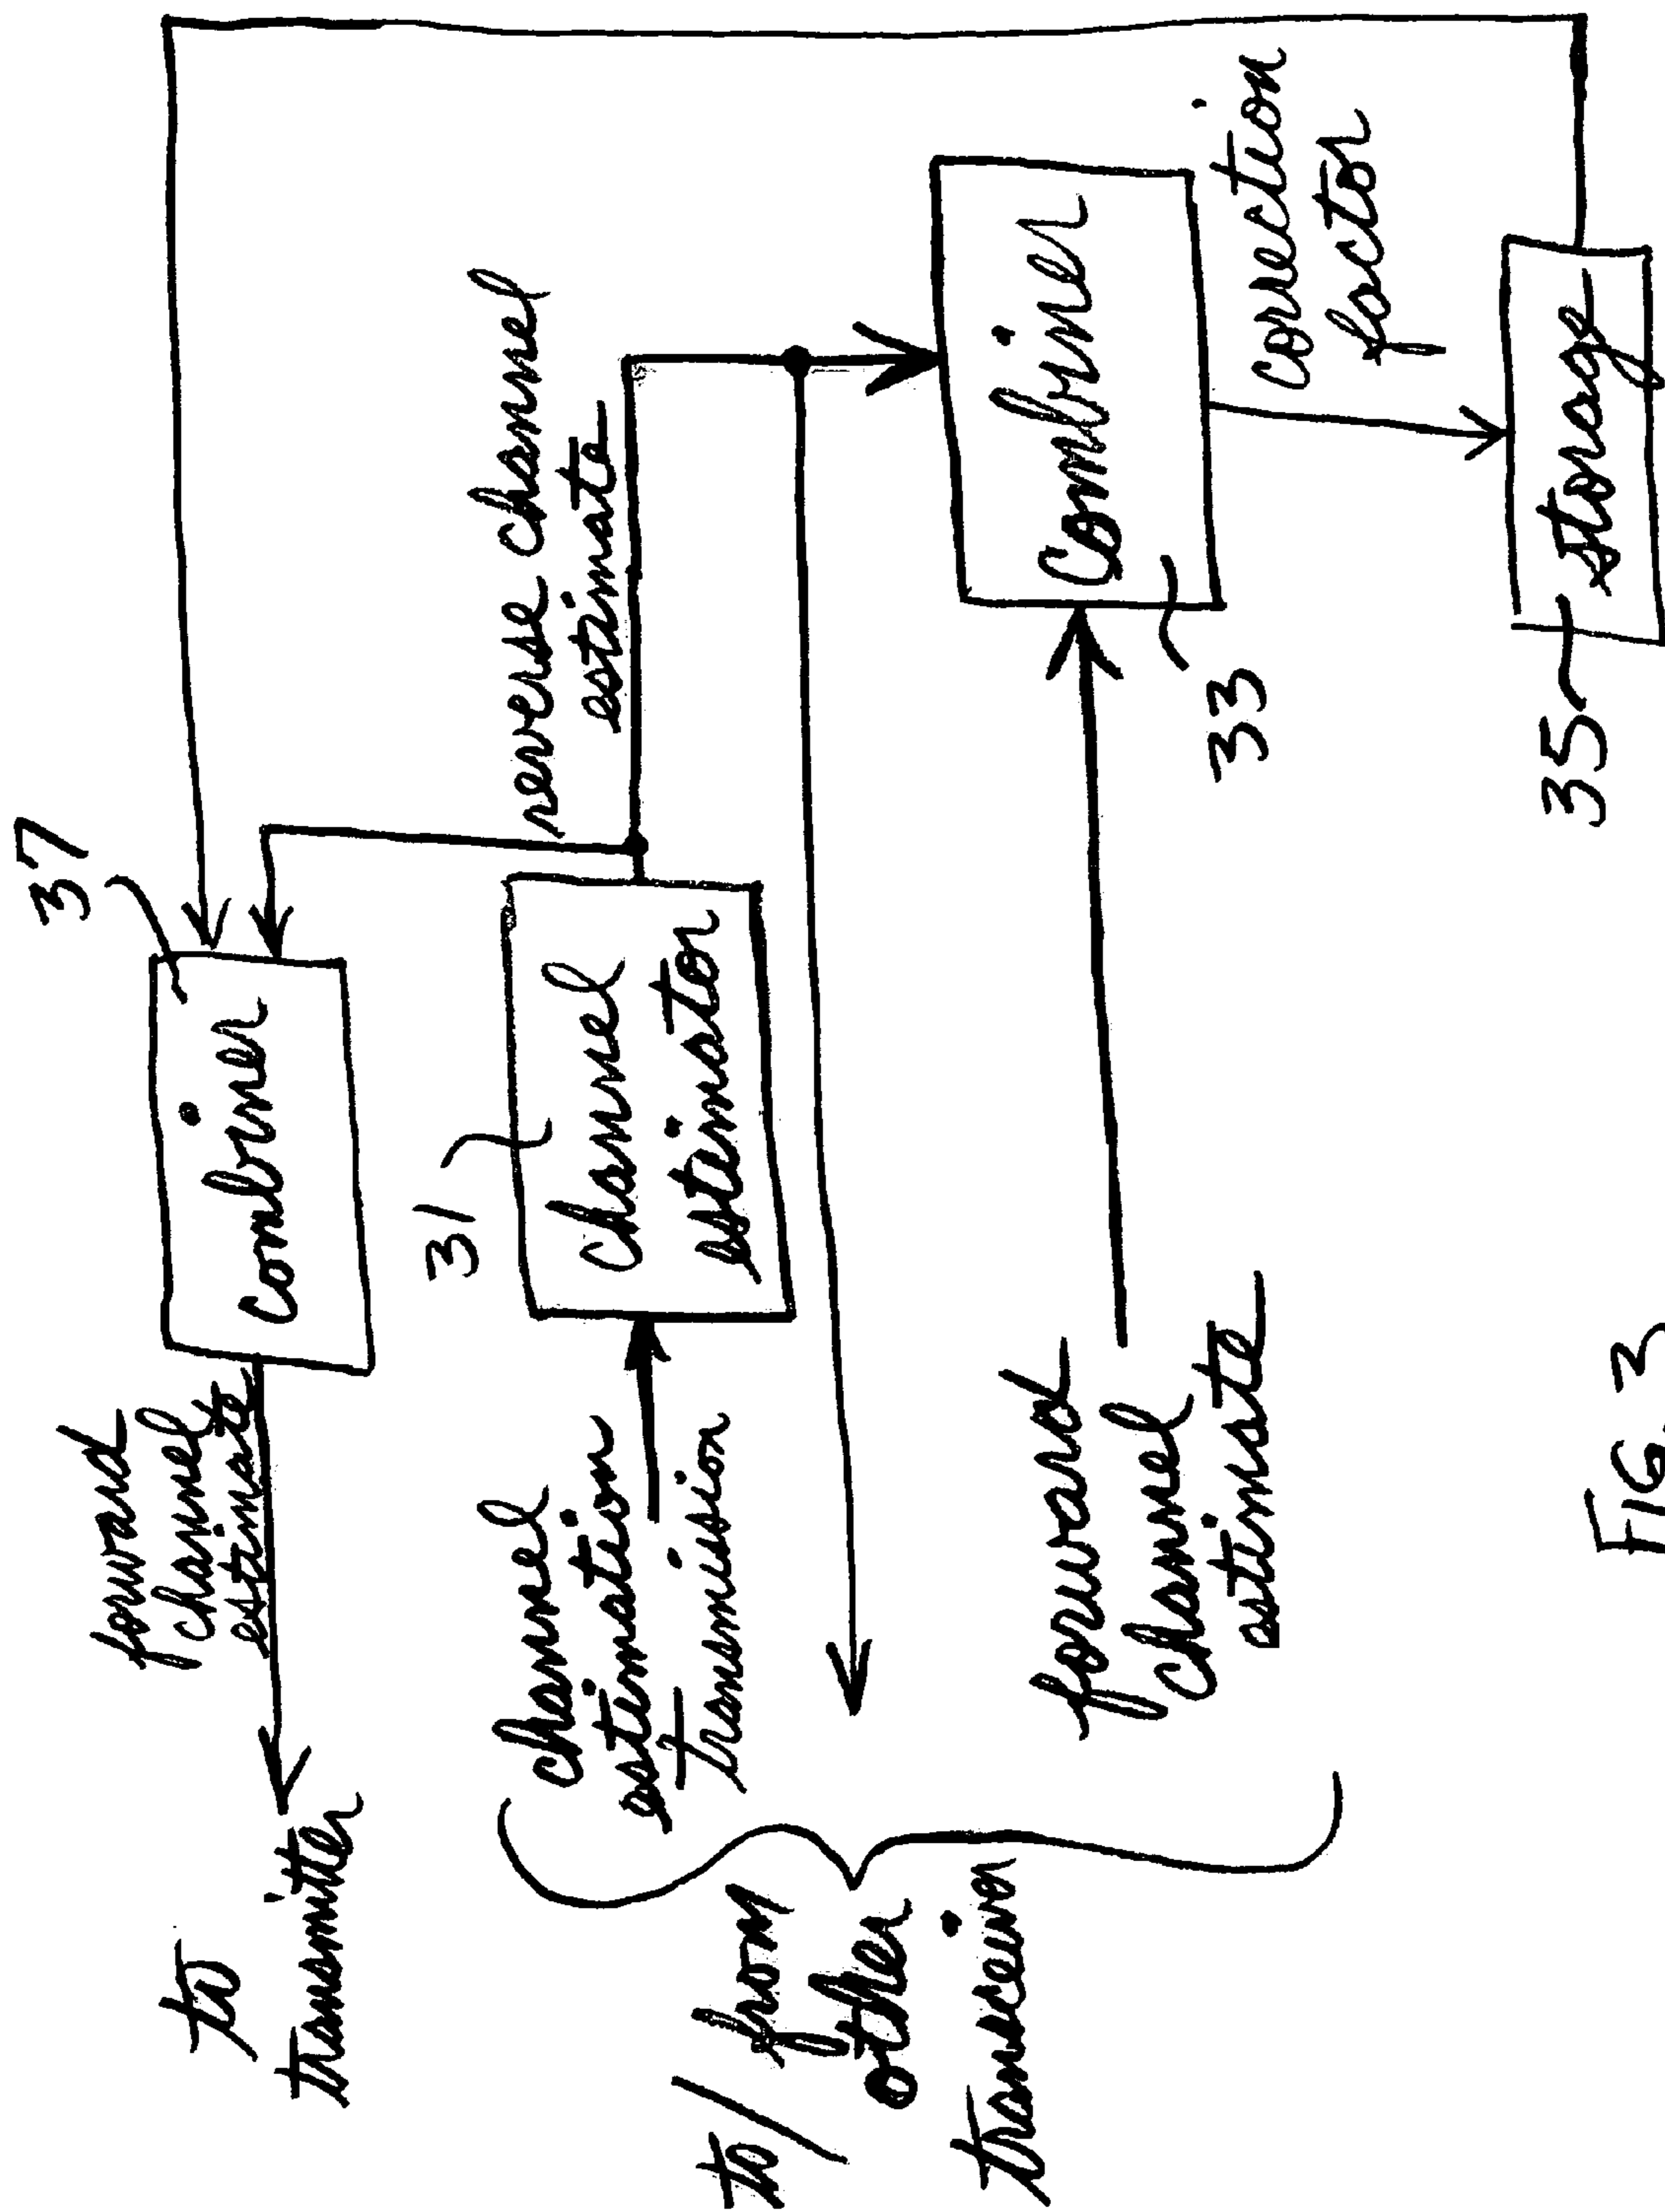 37
combiner
forward
channel
estimate
to
transmitter
31
channel
estimator
reverse channel
estimate
channel
estimation
transmission
to/from
other
transceiver
forward
channel
estimate
combiner
33
correction
factor
35
storage
FIG. 3